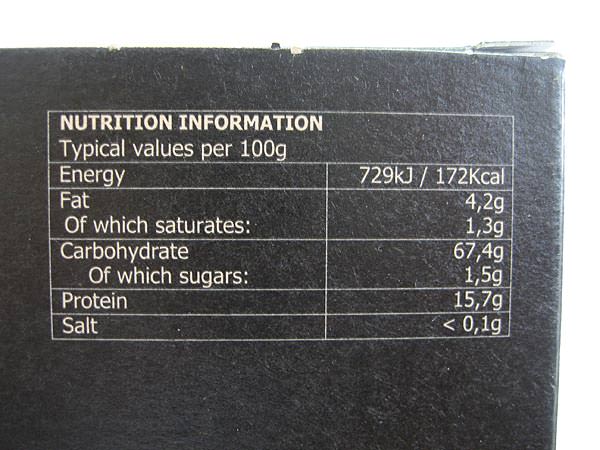 NUTRITION INFORMATION
Typical values per 100g
Energy 729kJ / 172Kcal
Fat 4,2g
Of which saturates: 1,3g
Carbohydrate 67,4g
Of which sugars: 1,5g
Protein 15,7g
Salt < 0,1g